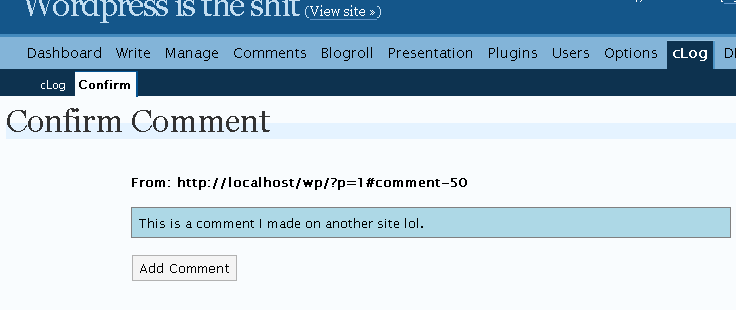 Wordpress is the shit (View site »)
Dashboard Write Manage Comments Blogroll Presentation Plugins Users Options cLog
cLog Confirm
Confirm Comment
From: http://localhost/wp/?p=1#comment-50
This is a comment I made on another site lol.
Add Comment